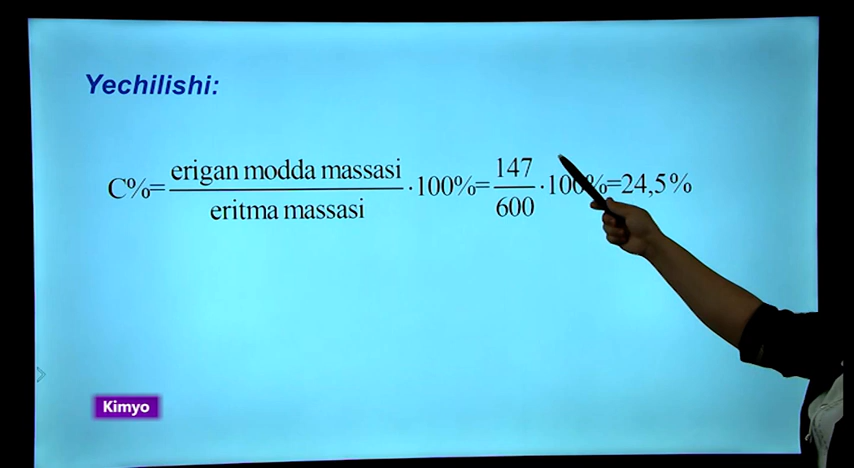 Yechilishi:
C%=erigan modda massasi/eritma massasi·100%=147/600·100%=24,5%
Kimyo